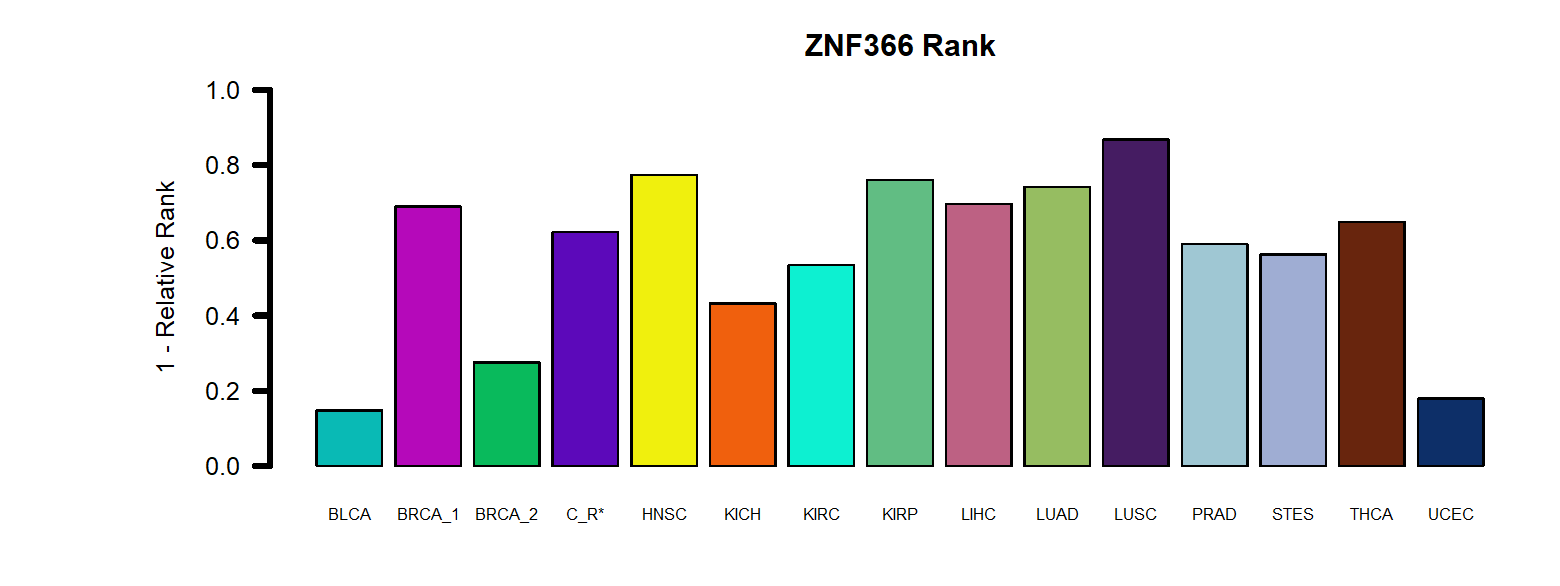 ZNF366 Rank
1 - Relative Rank
1.0
0.8
0.6
0.4
0.2
0.0
BLCA BRCA_1 BRCA_2 C_R* HNSC KICH KIRC KIRP LIHC LUAD LUSC PRAD STES THCA UCEC